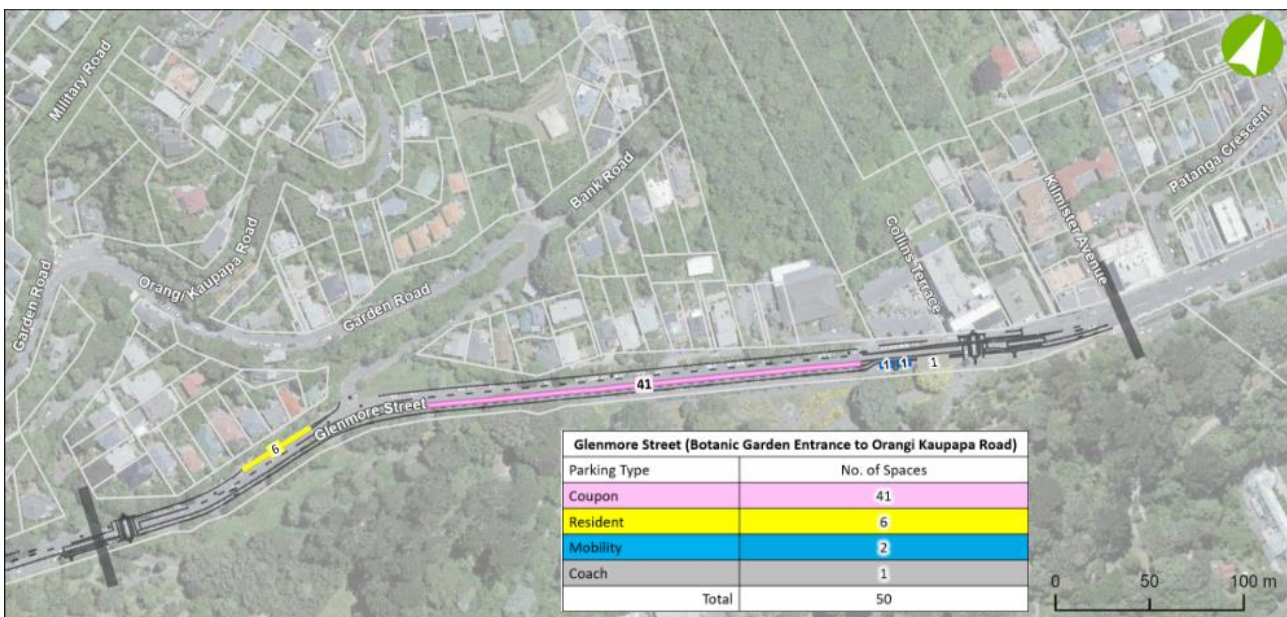 Military Road
Bank Road
Patanga Crescent
Kilmister Avenue
Collins Terrace
Orangi Kaupapa Road
Garden Road
Garden Road
41
1 1 1
Glenmore Street
6
Glenmore Street (Botanic Garden Entrance to Orangi Kaupapa Road)
Parking Type No. of Spaces
Coupon 41
Resident 6
Mobility 2
Coach 1
Total 50
0 50 100 m